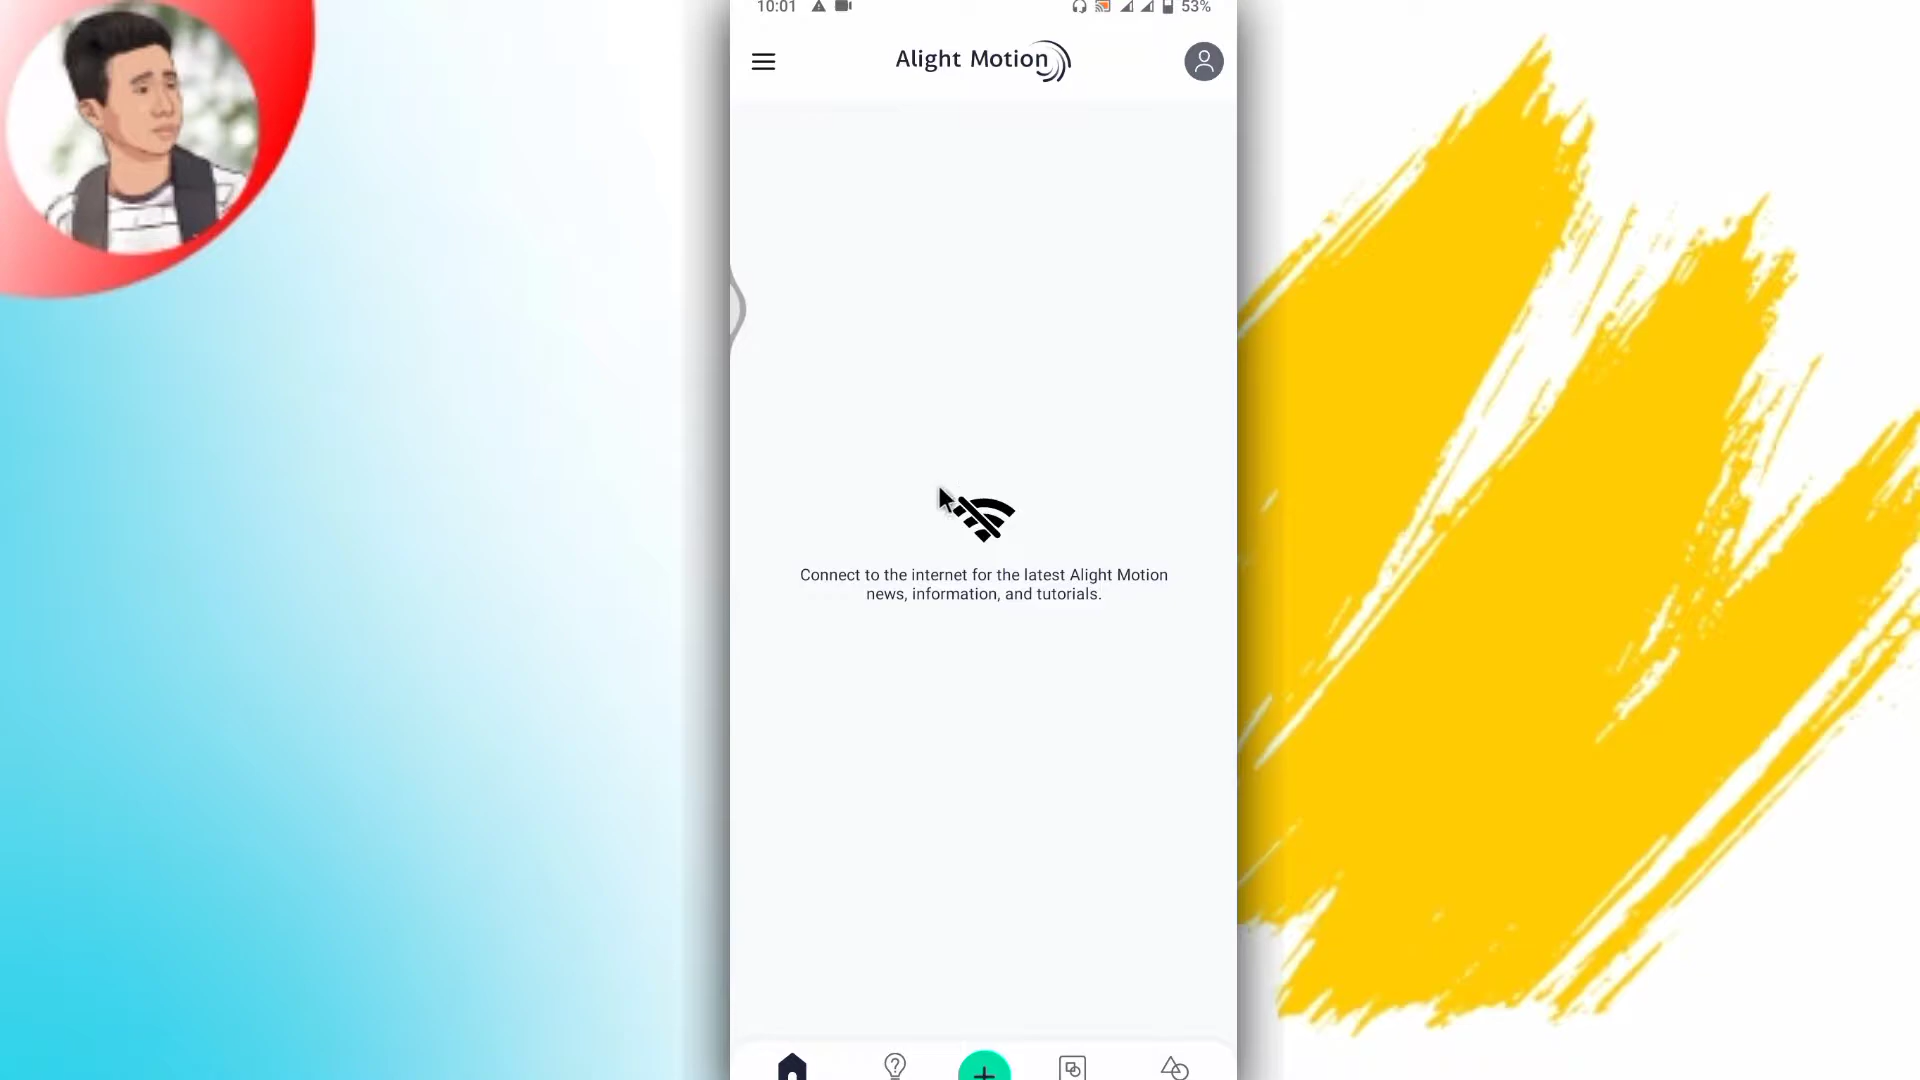 10:01 53%
Alight Motion
Connect to the internet for the latest Alight Motion
news, information, and tutorials.